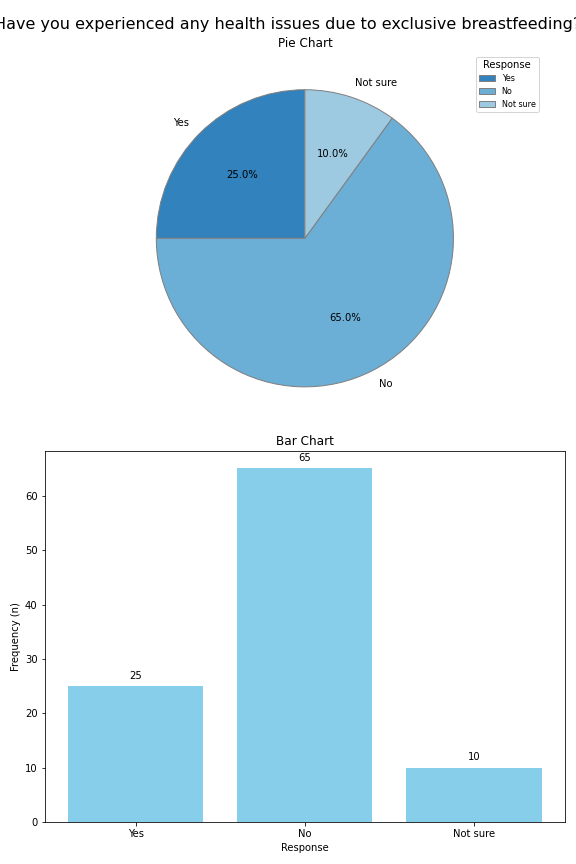 Have you experienced any health issues due to exclusive breastfeeding?
Pie Chart
Response
Yes
No
Not sure
Not sure
Yes
10.0%
25.0%
65.0%
No
Bar Chart
65
25
10
Frequency (n)
60
50
40
30
20
10
0
Yes No Not sure
Response